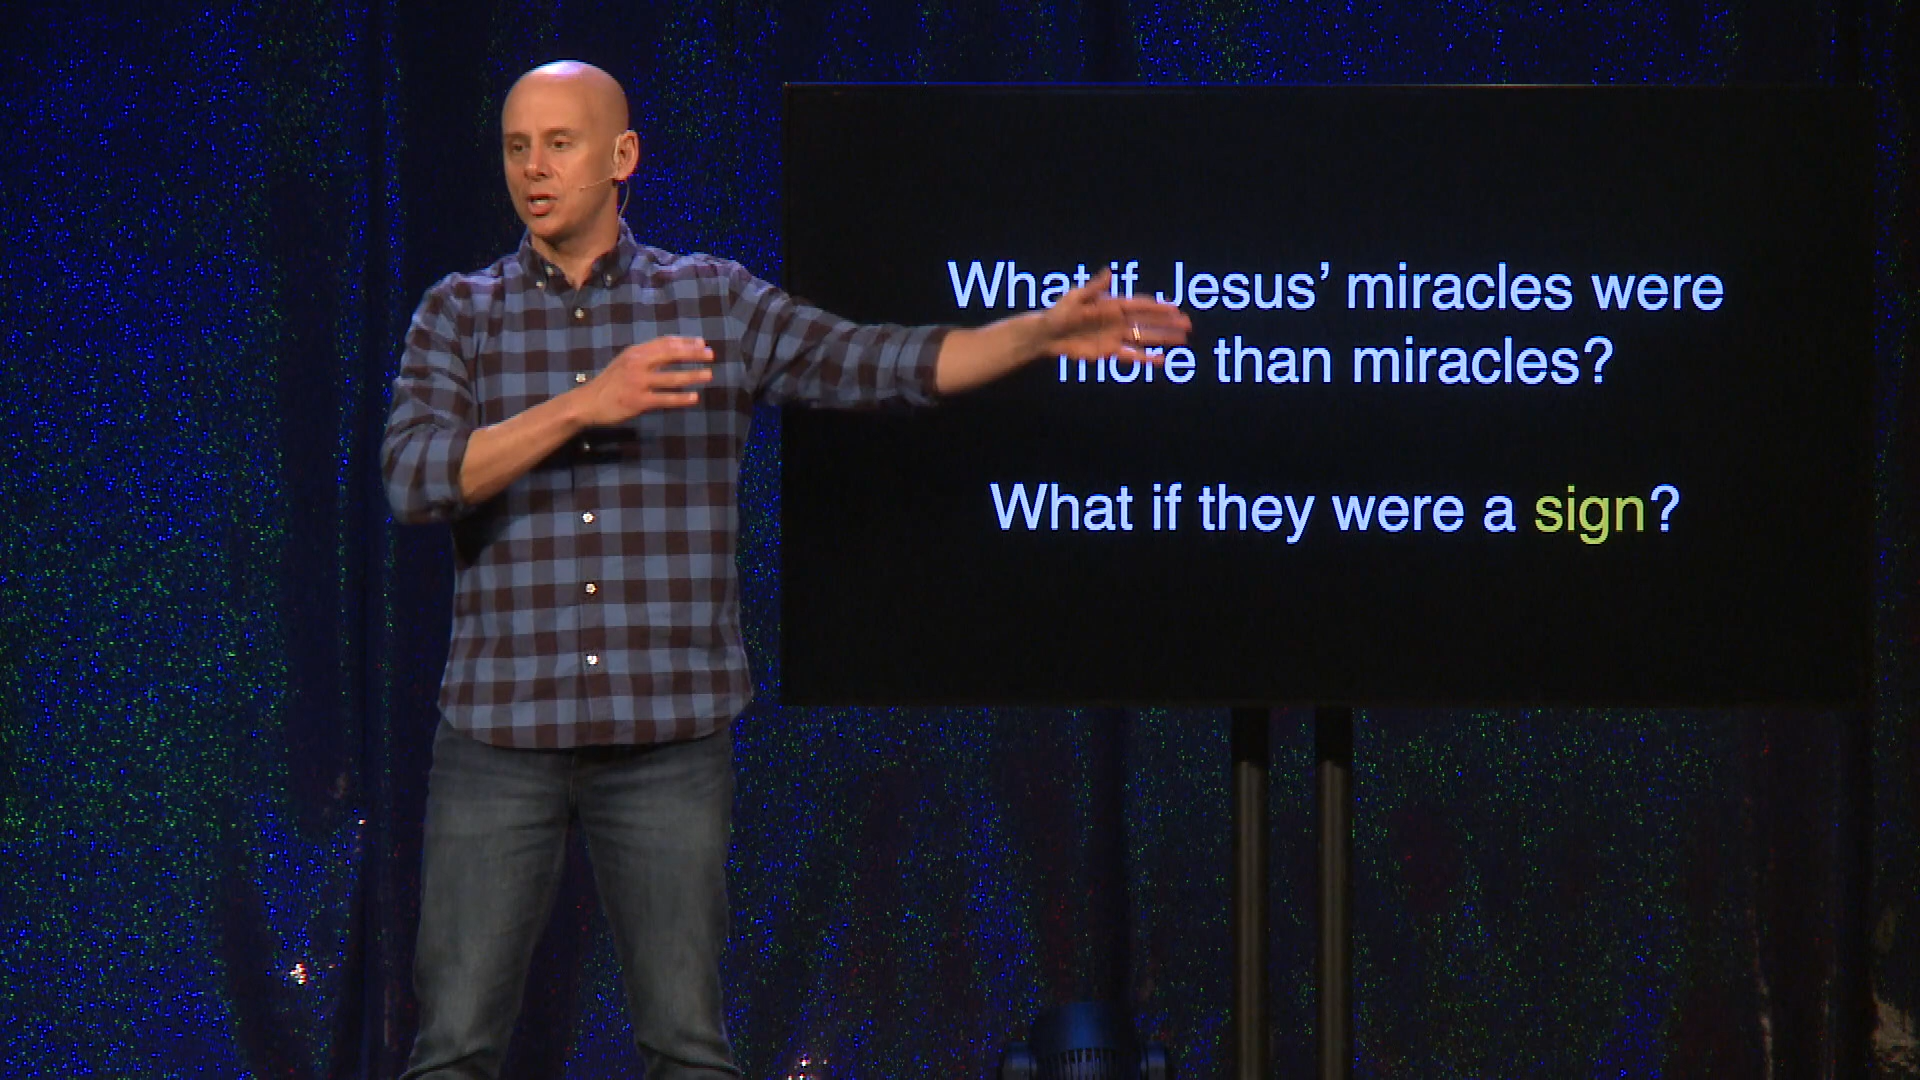 What if Jesus’ miracles were
more than miracles?
What if they were a sign?